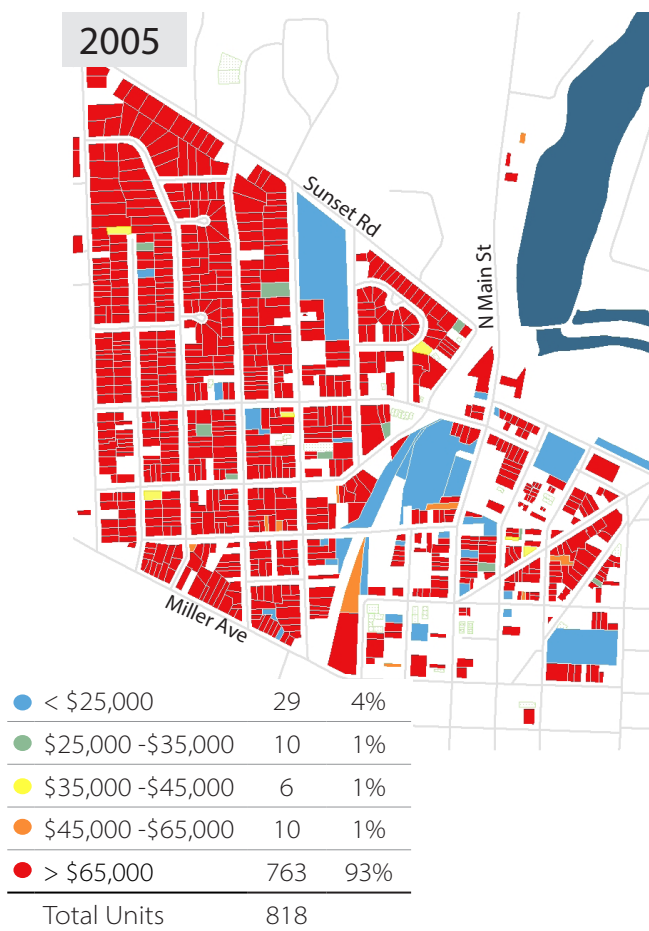 2005
Sunset Rd
N Main St
Miller Ave
< $25,000 29 4%
$25,000 -$35,000 10 1%
$35,000 -$45,000 6 1%
$45,000 -$65,000 10 1%
> $65,000 763 93%
Total Units 818